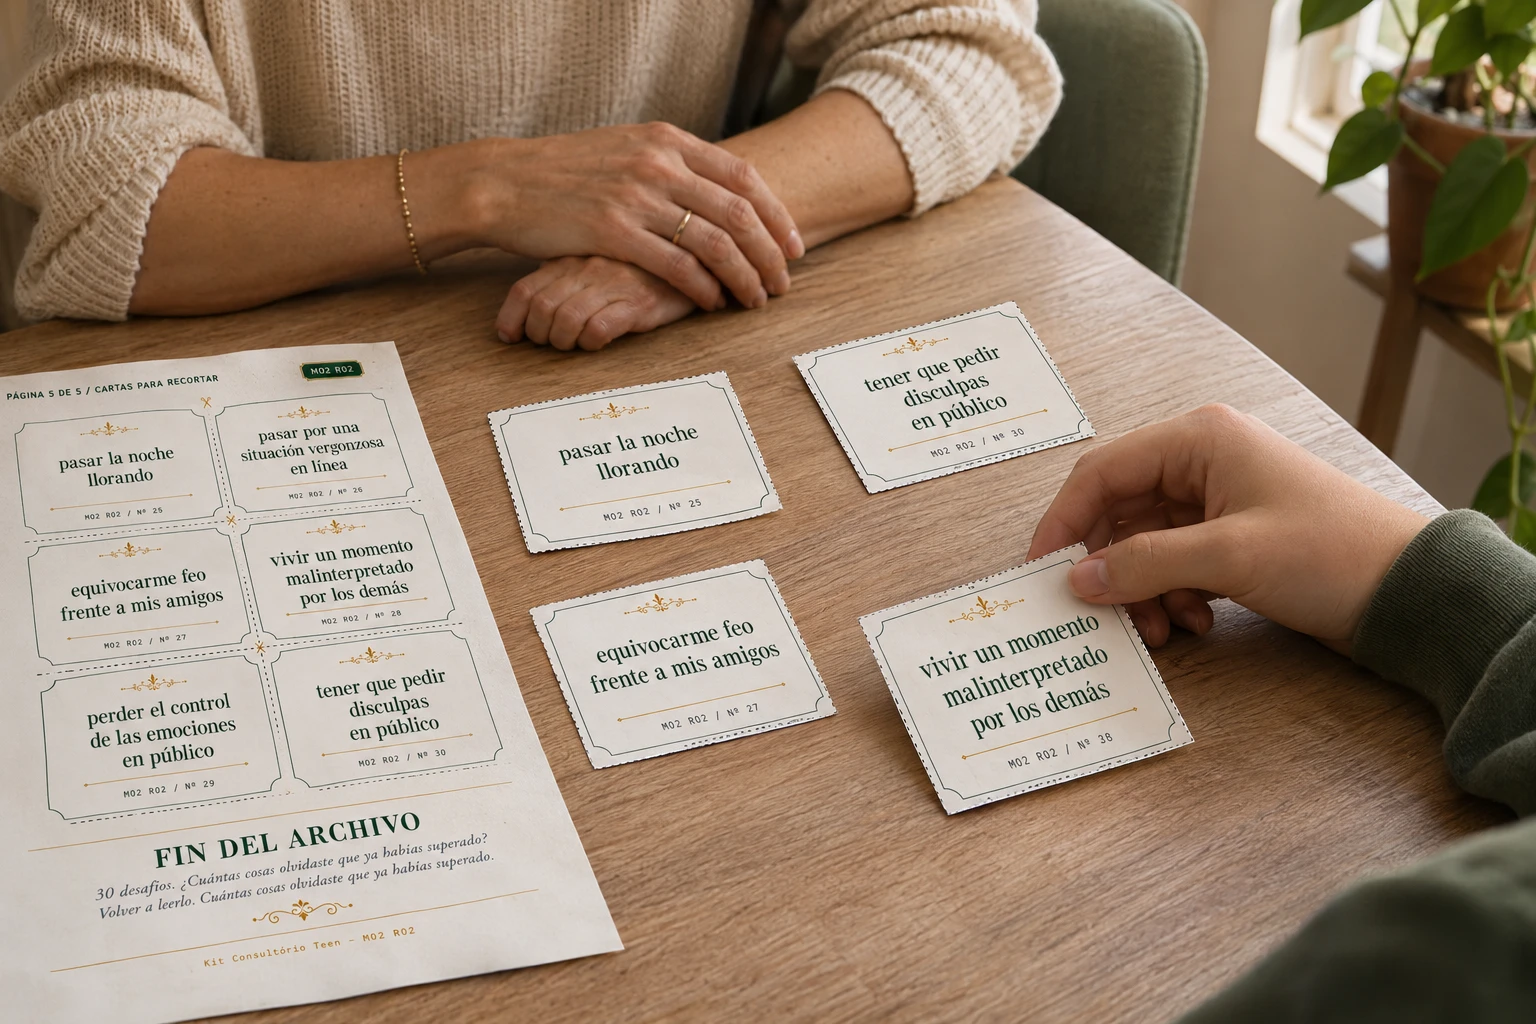 PÁGINA 5 DE 5 / CARTAS PARA RECORTAR
M02 R02
pasar la noche
llorando
M02 R02 / Nº 25
pasar por una
situación vergonzosa
en línea
M02 R02 / Nº 26
equivocarme feo
frente a mis amigos
M02 R02 / Nº 27
vivir un momento
malinterpretado
por los demás
M02 R02 / Nº 28
perder el control
de las emociones
en público
M02 R02 / Nº 29
tener que pedir
disculpas
en público
M02 R02 / Nº 30
FIN DEL ARCHIVO
30 desafíos. ¿Cuántas cosas olvidaste que ya habías superado?
Volver a leerlo. Cuántas cosas olvidaste que ya habías superado.
Kit Consultório Teen – M02 R02
pasar la noche
llorando
M02 R02 / Nº 25
tener que pedir
disculpas
en público
M02 R02 / Nº 30
equivocarme feo
frente a mis amigos
M02 R02 / Nº 27
vivir un momento
malinterpretado
por los demás
M02 R02 / Nº 38